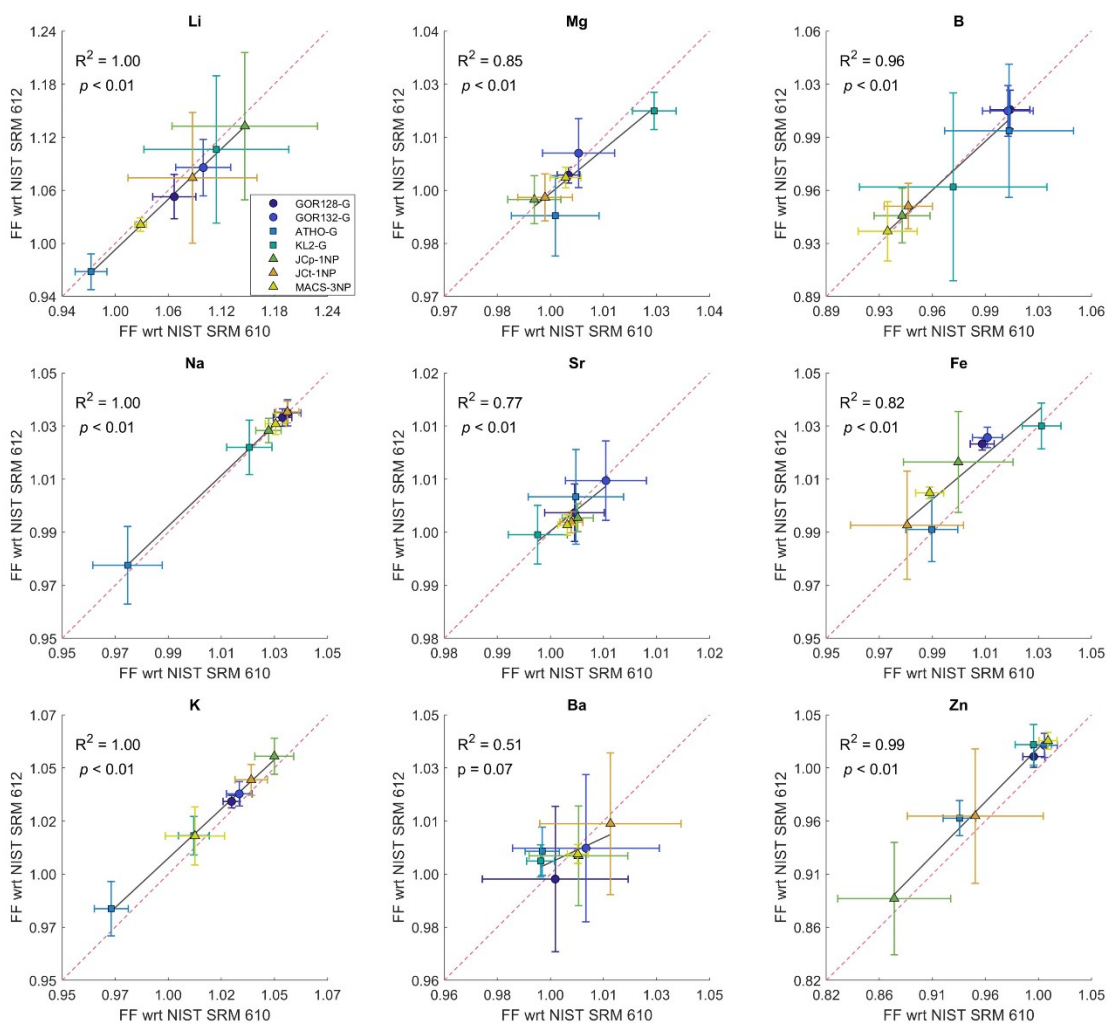 Li
R² = 1.00
p < 0.01
1.24
1.19
1.12
1.06
1.00
0.94
FF wrt NIST SRM 612
0.94 1.00 1.06 1.12 1.18 1.24
FF wrt NIST SRM 610
GOR128-G
GOR132-G
ATHO-G
KL2-G
JCp-1NP
JCt-1NP
MACS-3NP
Mg
R² = 0.85
p < 0.01
1.04
1.03
1.01
1.00
0.98
0.97
FF wrt NIST SRM 612
0.97 0.98 1.00 1.01 1.03 1.04
FF wrt NIST SRM 610
B
R² = 0.96
p < 0.01
1.06
1.03
0.99
0.96
0.93
0.89
FF wrt NIST SRM 612
0.89 0.93 0.96 0.99 1.03 1.06
FF wrt NIST SRM 610
Na
R² = 1.00
p < 0.01
1.05
1.03
1.01
0.99
0.97
0.95
FF wrt NIST SRM 612
0.95 0.97 0.99 1.01 1.03 1.05
FF wrt NIST SRM 610
Sr
R² = 0.77
p < 0.01
1.02
1.01
1.01
1.00
0.99
0.98
FF wrt NIST SRM 612
0.98 0.99 1.00 1.01 1.01 1.02
FF wrt NIST SRM 610
Fe
R² = 0.82
p < 0.01
1.05
1.03
1.01
0.99
0.97
0.95
FF wrt NIST SRM 612
0.95 0.97 0.99 1.01 1.03 1.05
FF wrt NIST SRM 610
K
R² = 1.00
p < 0.01
1.07
1.05
1.02
1.00
0.97
0.95
FF wrt NIST SRM 612
0.95 0.97 1.00 1.02 1.05 1.07
FF wrt NIST SRM 610
Ba
R² = 0.51
p = 0.07
1.05
1.03
1.01
1.00
0.98
0.96
FF wrt NIST SRM 612
0.96 0.98 1.00 1.01 1.03 1.05
FF wrt NIST SRM 610
Zn
R² = 0.99
p < 0.01
1.05
1.00
0.96
0.91
0.86
0.82
FF wrt NIST SRM 612
0.82 0.86 0.91 0.96 1.00 1.05
FF wrt NIST SRM 610